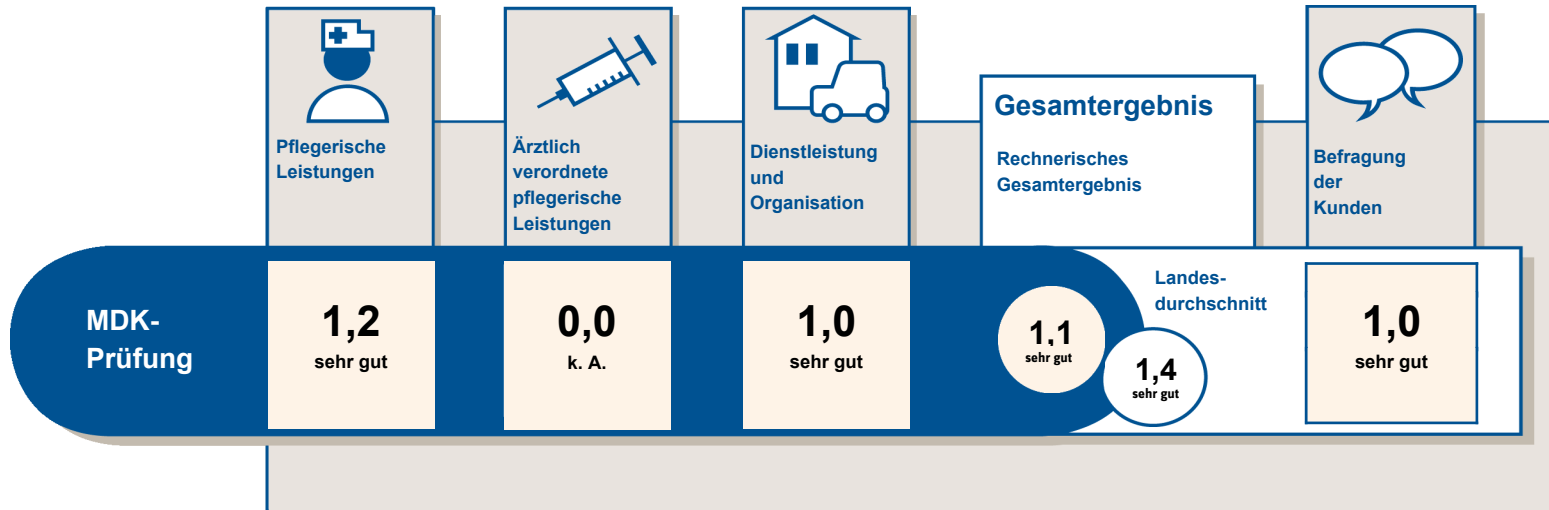 Pflegerische
Leistungen
Ärztlich
verordnete
pflegerische
Leistungen
Dienstleistung
und
Organisation
Gesamtergebnis
Rechnerisches
Gesamtergebnis
Befragung
der
Kunden
MDK-
Prüfung
1,2
sehr gut
0,0
k. A.
1,0
sehr gut
1,1
sehr gut
Landes-
durchschnitt
1,4
sehr gut
1,0
sehr gut